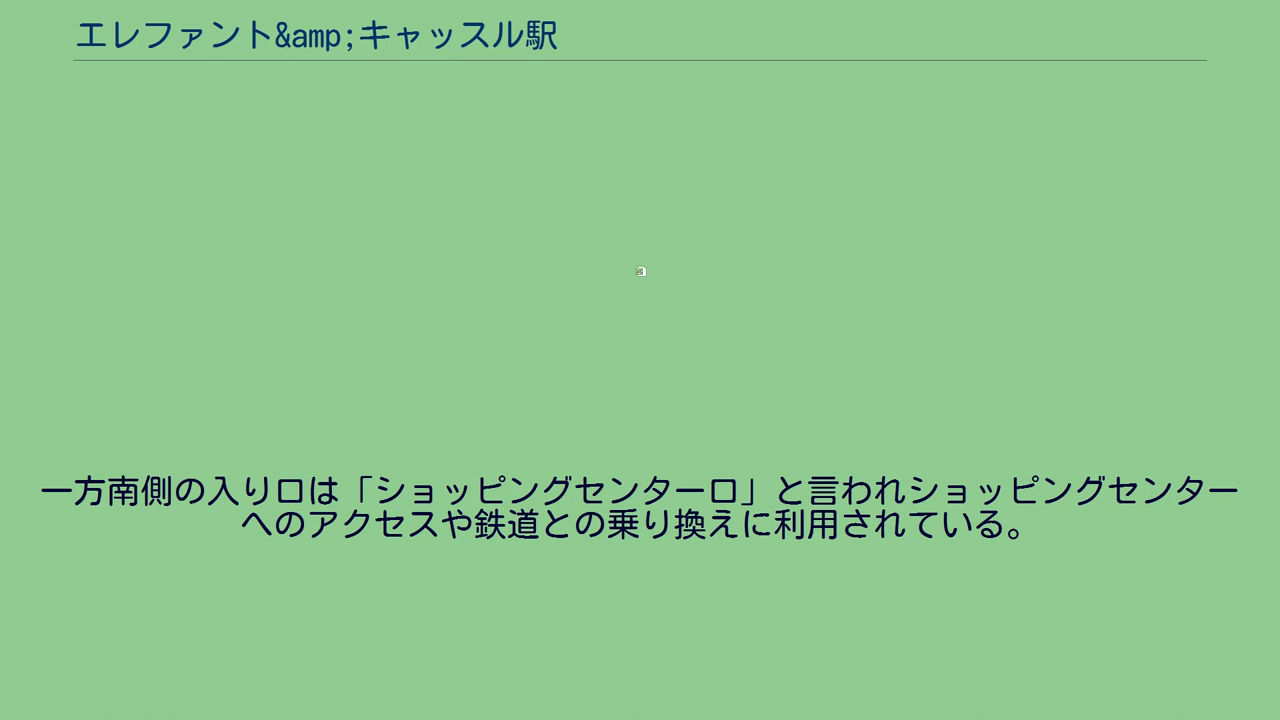 エレファント&amp;キャッスル駅
一方南側の入り口は「ショッピングセンター口」と言われショッピングセンター
へのアクセスや鉄道との乗り換えに利用されている。